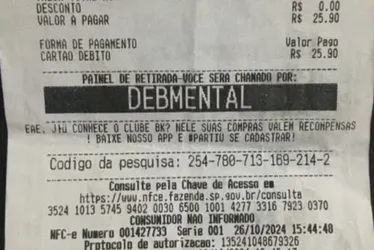 DESCONTO R$ 0.00
VALOR A PAGAR R$ 25.90
FORMA DE PAGAMENTO Valor Pago
CARTAO DEBITO R$ 25.90
PAINEL DE RETIRADA-VOCE SERA CHAMADO POR:
DEBMENTAL
EAE, CONHECE O CLUBE BK? NELE SUAS COMPRAS VALEM RECOMPENSAS
! BAIXE NOSSO APP E #PARTIU SE CADASTRAR!
Codigo da pesquisa: 254-780-713-169-214-2
Consulte pela Chave de Acesso em
https://www.nfce.fazenda.sp.gov.br/consulta
3524 1013 5745 9402 0030 6500 1001 4277 3316 7923 0370
CONSUMIDOR NAO INFORMADO
NFC-e Numero 001427733 Serie 001 26/10/2024 15:44:48
Protocolo de autorizacao: 135241048679326